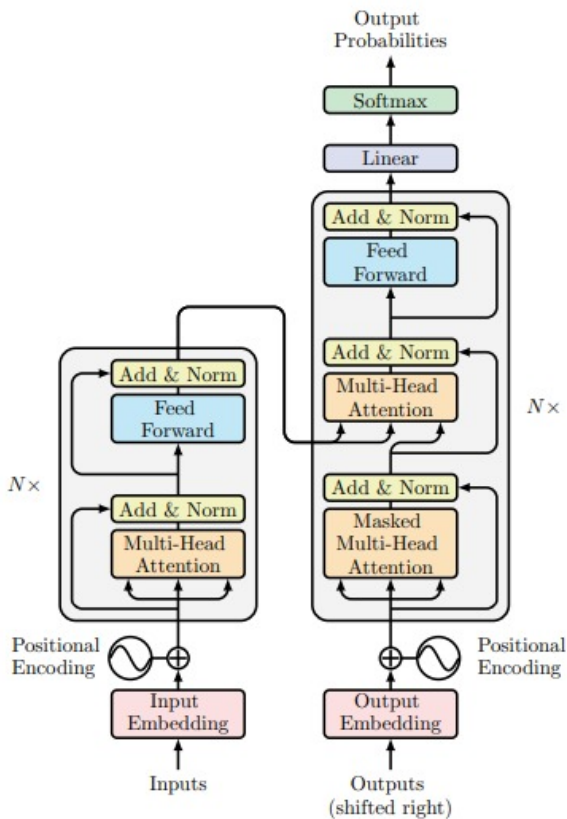 Output
Probabilities
Softmax
Linear
Add & Norm
Feed
Forward
Add & Norm
Multi-Head
Attention
N×
Add & Norm
Masked
Multi-Head
Attention
Add & Norm
Feed
Forward
N×
Add & Norm
Multi-Head
Attention
Positional
Encoding
Positional
Encoding
Input
Embedding
Output
Embedding
Inputs
Outputs
(shifted right)